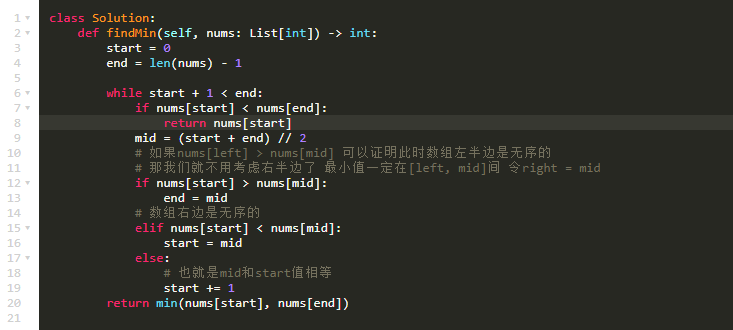 1 class Solution:
2     def findMin(self, nums: List[int]) -> int:
3         start = 0
4         end = len(nums) - 1
5
6         while start + 1 < end:
7             if nums[start] < nums[end]:
8                 return nums[start]
9             mid = (start + end) // 2
10             # 如果nums[left] > nums[mid] 可以证明此时数组左半边是无序的
11             # 那我们就不用考虑右半边了 最小值一定在[left, mid]间 令right = mid
12             if nums[start] > nums[mid]:
13                 end = mid
14             # 数组右边是无序的
15             elif nums[start] < nums[mid]:
16                 start = mid
17             else:
18                 # 也就是mid和start值相等
19                 start += 1
20         return min(nums[start], nums[end])
21